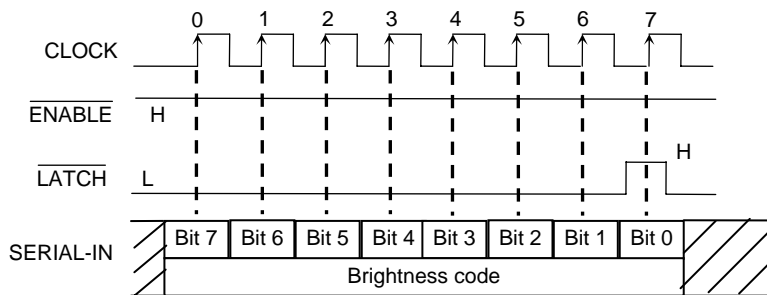 0 1 2 3 4 5 6 7
CLOCK
ENABLE H
H
LATCH L
SERIAL-IN Bit 7 Bit 6 Bit 5 Bit 4 Bit 3 Bit 2 Bit 1 Bit 0
Brightness code